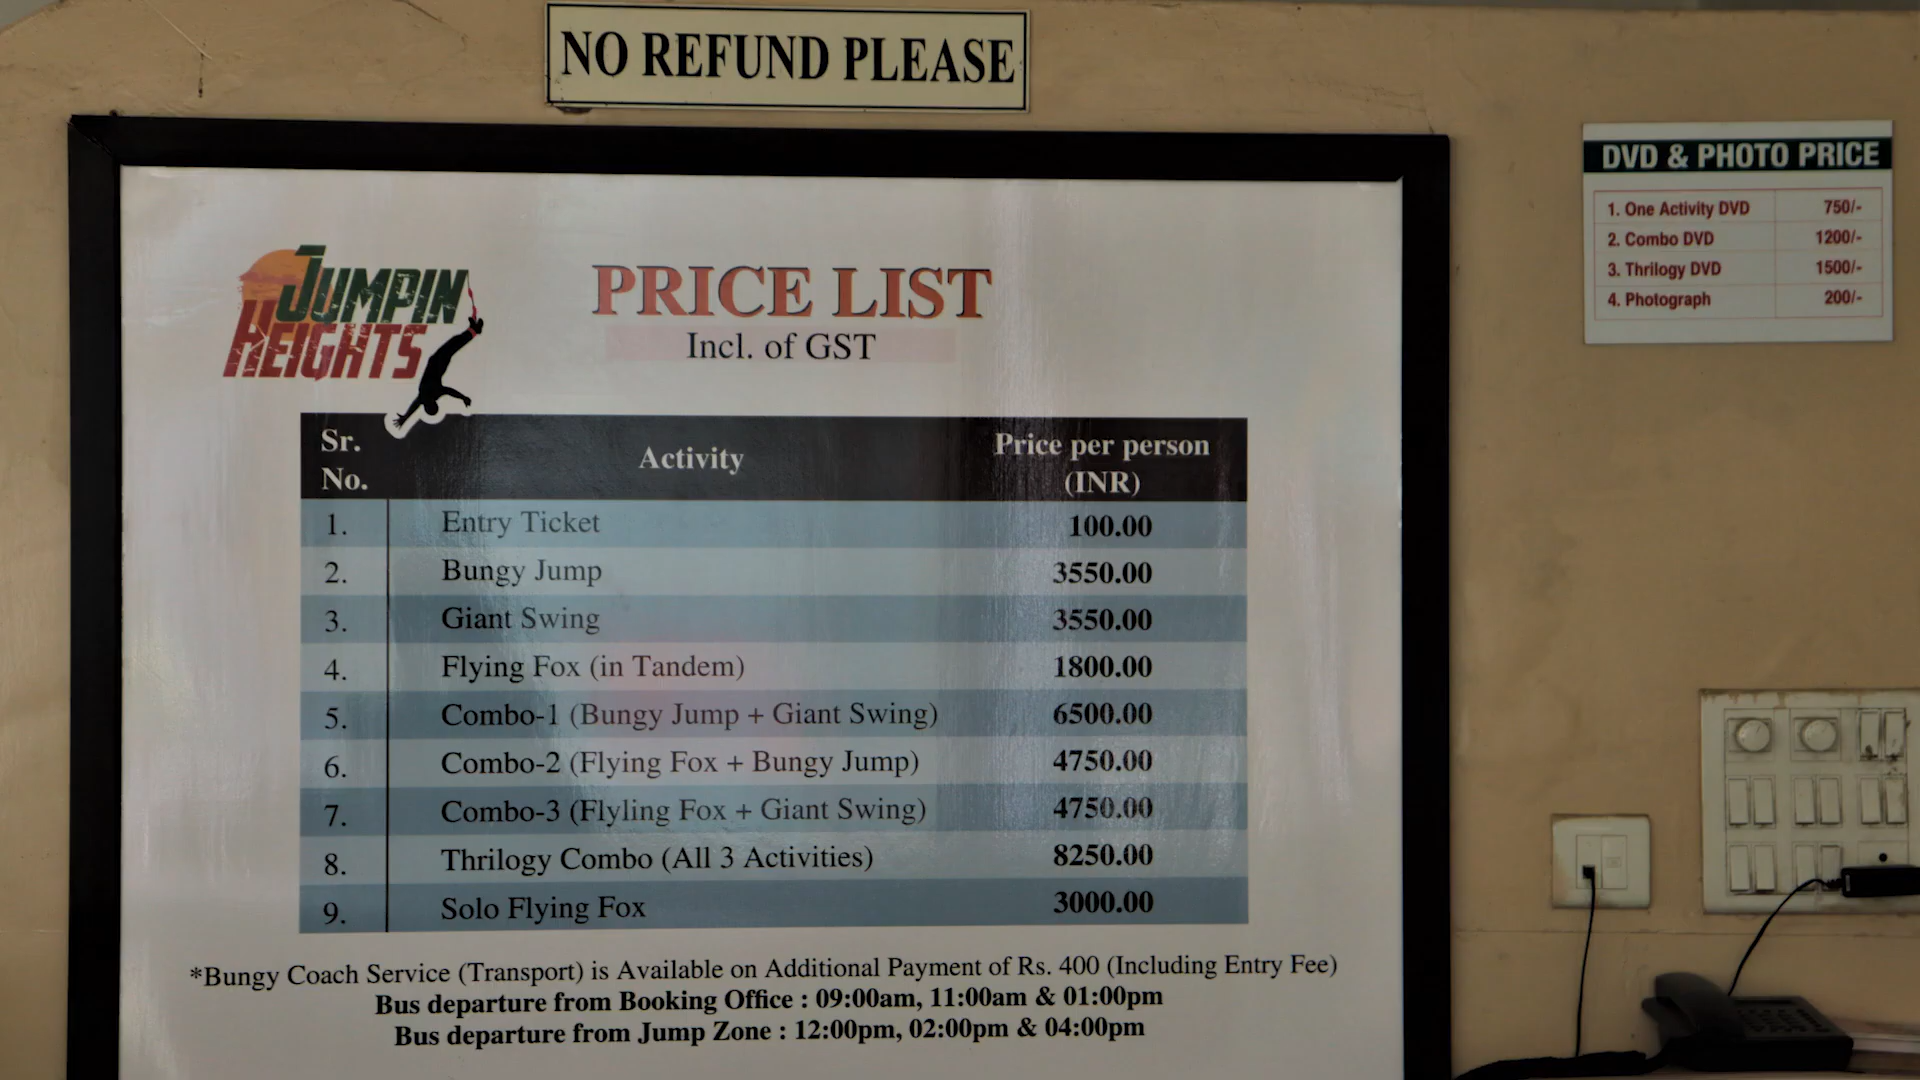 NO REFUND PLEASE
JUMPIN
HEIGHTS
PRICE LIST
Incl. of GST
Sr. No. Activity Price per person (INR)
1. Entry Ticket 100.00
2. Bungy Jump 3550.00
3. Giant Swing 3550.00
4. Flying Fox (in Tandem) 1800.00
5. Combo-1 (Bungy Jump + Giant Swing) 6500.00
6. Combo-2 (Flying Fox + Bungy Jump) 4750.00
7. Combo-3 (Flyling Fox + Giant Swing) 4750.00
8. Thrilogy Combo (All 3 Activities) 8250.00
9. Solo Flying Fox 3000.00
*Bungy Coach Service (Transport) is Available on Additional Payment of Rs. 400 (Including Entry Fee)
Bus departure from Booking Office : 09:00am, 11:00am & 01:00pm
Bus departure from Jump Zone : 12:00pm, 02:00pm & 04:00pm
DVD & PHOTO PRICE
1. One Activity DVD 750/-
2. Combo DVD 1200/-
3. Thrilogy DVD 1500/-
4. Photograph 200/-